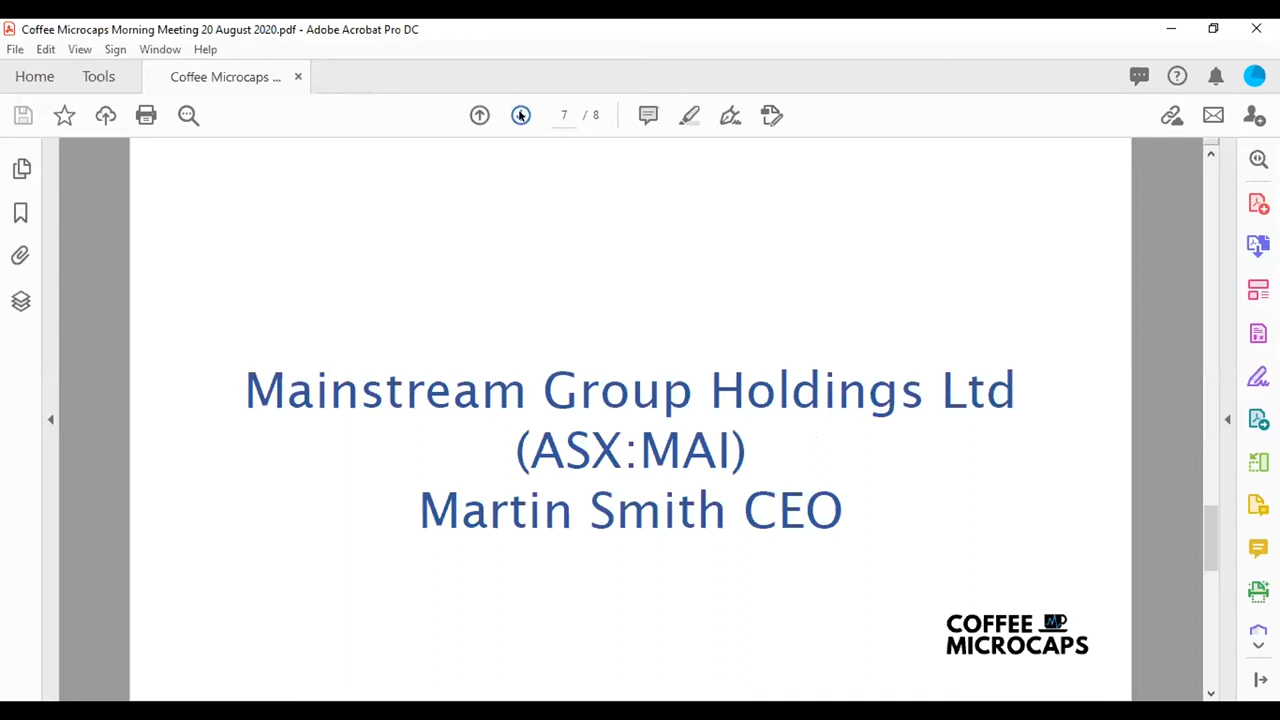 Coffee Microcaps Morning Meeting 20 August 2020.pdf - Adobe Acrobat Pro DC
File Edit View Sign Window Help
Home Tools Coffee Microcaps ... ×
7 / 8
Mainstream Group Holdings Ltd
(ASX:MAI)
Martin Smith CEO
COFFEE
MICROCAPS